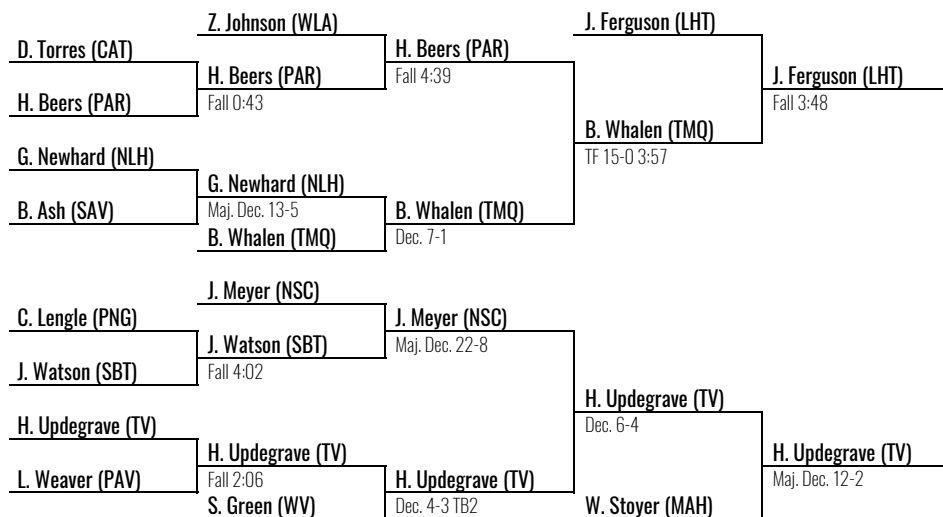 Z. Johnson (WLA)
J. Ferguson (LHT)
D. Torres (CAT)
H. Beers (PAR)
Fall 4:39
H. Beers (PAR)
Fall 0:43
J. Ferguson (LHT)
Fall 3:48
H. Beers (PAR)
B. Whalen (TMQ)
TF 15-0 3:57
G. Newhard (NLH)
G. Newhard (NLH)
Maj. Dec. 13-5
B. Ash (SAV)
B. Whalen (TMQ)
Dec. 7-1
B. Whalen (TMQ)
J. Meyer (NSC)
C. Lengle (PNG)
J. Meyer (NSC)
Maj. Dec. 22-8
J. Watson (SBT)
Fall 4:02
J. Watson (SBT)
H. Updegrave (TV)
Dec. 6-4
H. Updegrave (TV)
H. Updegrave (TV)
Fall 2:06
H. Updegrave (TV)
Maj. Dec. 12-2
L. Weaver (PAV)
H. Updegrave (TV)
Dec. 4-3 TB2
S. Green (WV)
W. Stoyer (MAH)